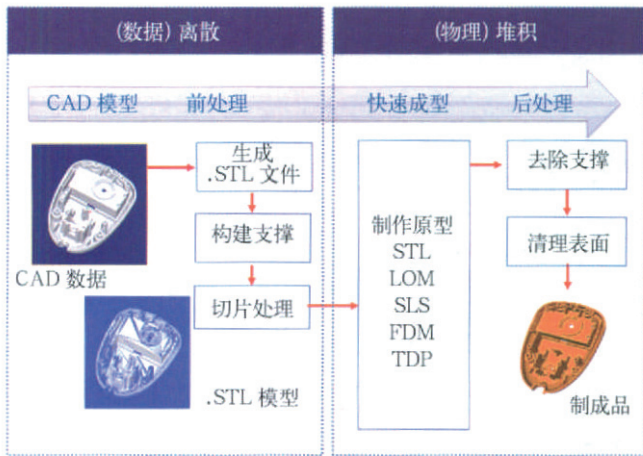 (数据) 离散
(物理) 堆积
CAD 模型 前处理 快速成型 后处理
生成
.STL 文件
构建支撑
切片处理
CAD 数据
.STL 模型
制作原型
STL
LOM
SLS
FDM
TDP
去除支撑
清理表面
制成品